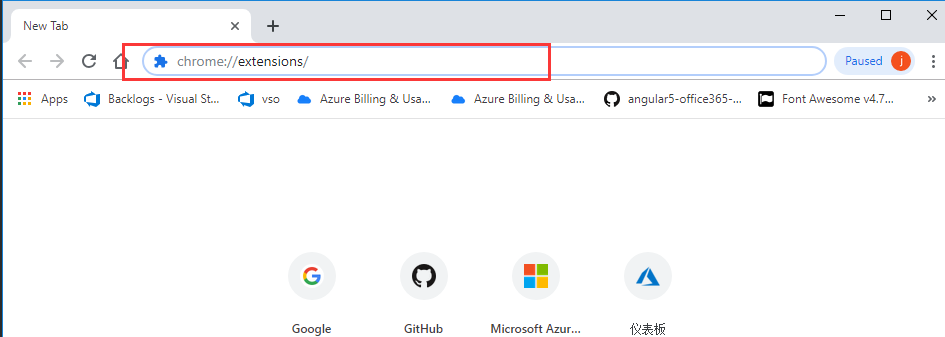 New Tab
chrome://extensions/
Paused j
Apps Backlogs - Visual St... vso Azure Billing & Usa... Azure Billing & Usa... angular5-office365-... Font Awesome v4.7... »
Google GitHub Microsoft Azur... 仪表板